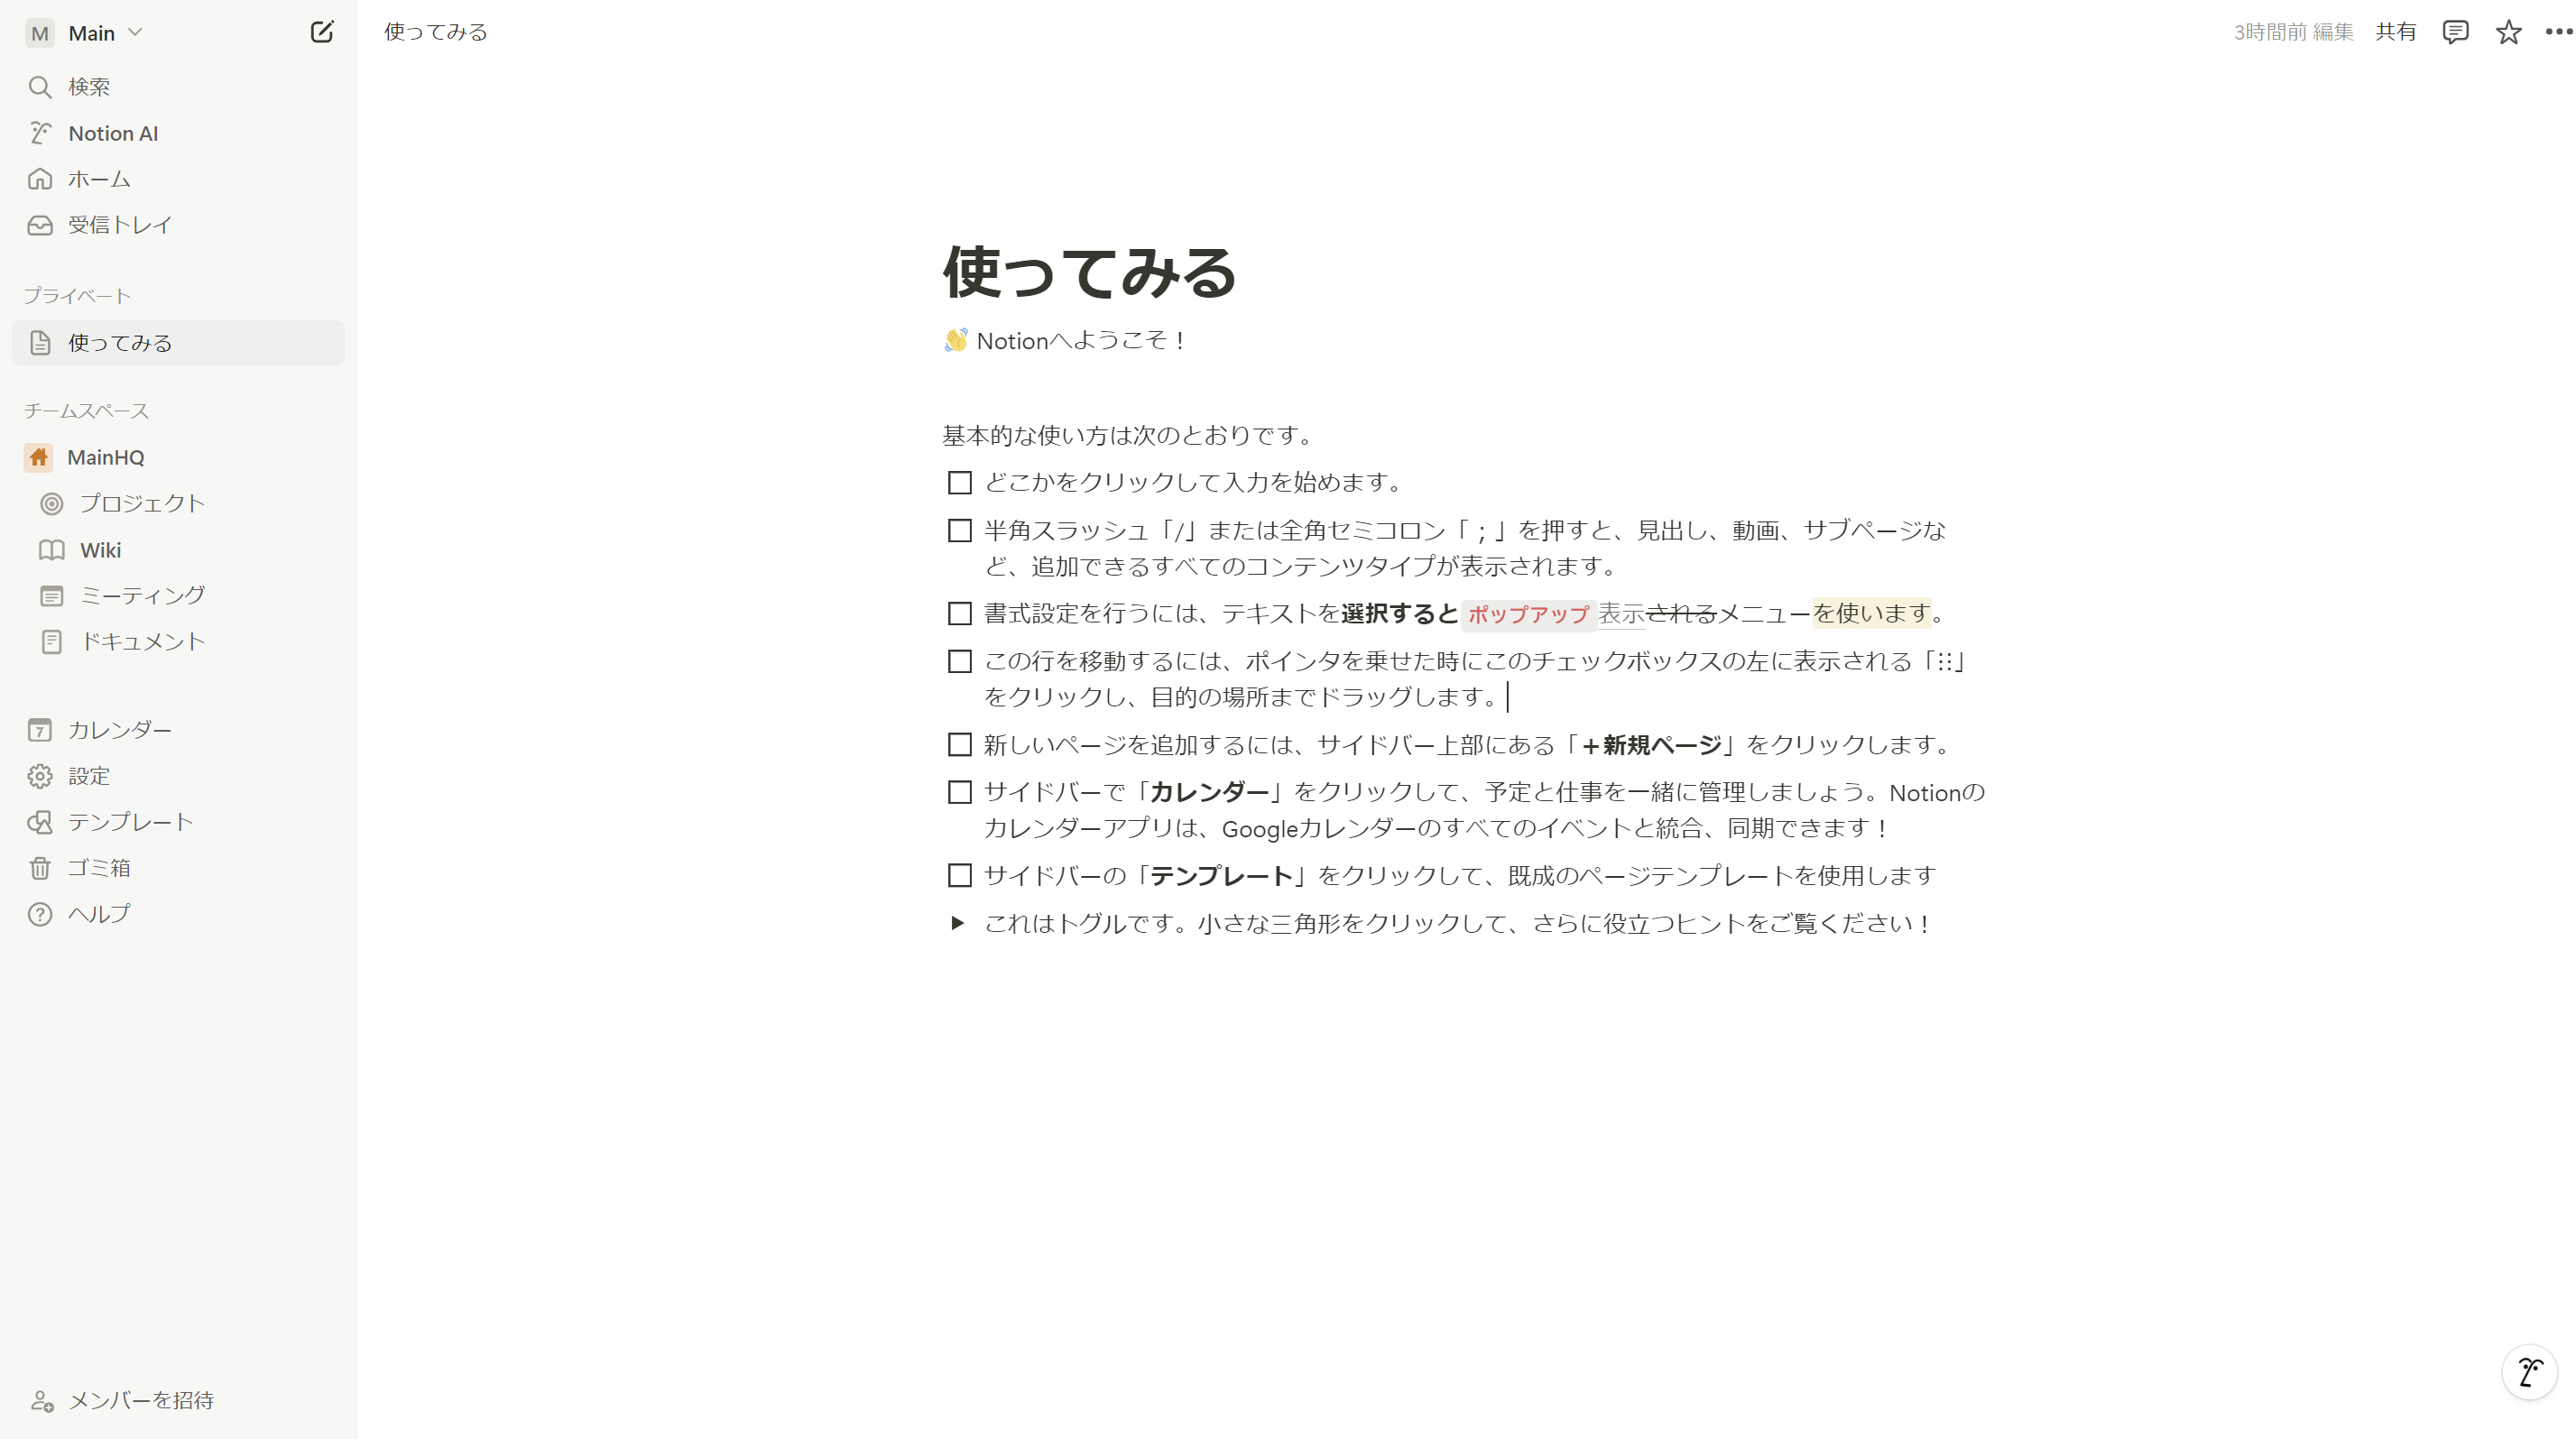 M Main
検索
Notion AI
ホーム
受信トレイ
プライベート
使ってみる
チームスペース
MainHQ
プロジェクト
Wiki
ミーティング
ドキュメント
7 カレンダー
設定
テンプレート
ゴミ箱
ヘルプ
メンバーを招待
使ってみる
3時間前 編集 共有
使ってみる
👋 Notionへようこそ！
基本的な使い方は次のとおりです。
どこかをクリックして入力を始めます。
半角スラッシュ「/」または全角セミコロン「；」を押すと、見出し、動画、サブページな
ど、追加できるすべてのコンテンツタイプが表示されます。
書式設定を行うには、テキストを選択するとポップアップ表示されるメニューを使います。
この行を移動するには、ポインタを乗せた時にこのチェックボックスの左に表示される「⋮⋮」
をクリックし、目的の場所までドラッグします。
新しいページを追加するには、サイドバー上部にある「＋新規ページ」をクリックします。
サイドバーで「カレンダー」をクリックして、予定と仕事を一緒に管理しましょう。Notionの
カレンダーアプリは、Googleカレンダーのすべてのイベントと統合、同期できます！
サイドバーの「テンプレート」をクリックして、既成のページテンプレートを使用します
これはトグルです。小さな三角形をクリックして、さらに役立つヒントをご覧ください！